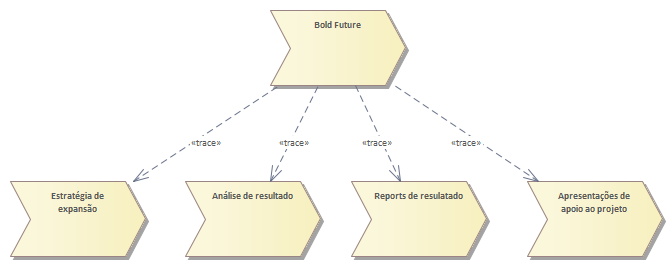 Bold Future
«trace»
«trace»
«trace»
«trace»
Estratégia de
expansão
Análise de resultado
Reports de resulatado
Apresentações de
apoio ao projeto